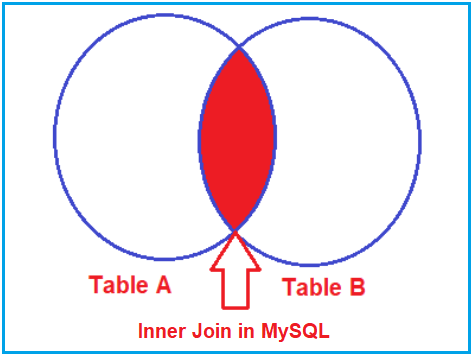 Table A
Table B
Inner Join in MySQL